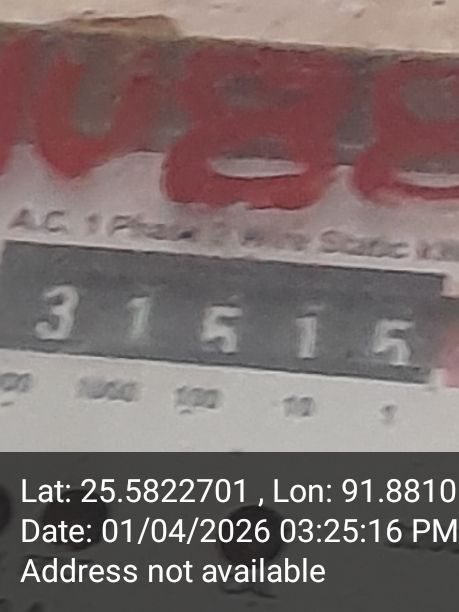 A.C. 1 Phase 2 Wire Static
3 1 5 1 5
1000 100 10 1
Lat: 25.5822701 , Lon: 91.8810
Date: 01/04/2026 03:25:16 PM
Address not available